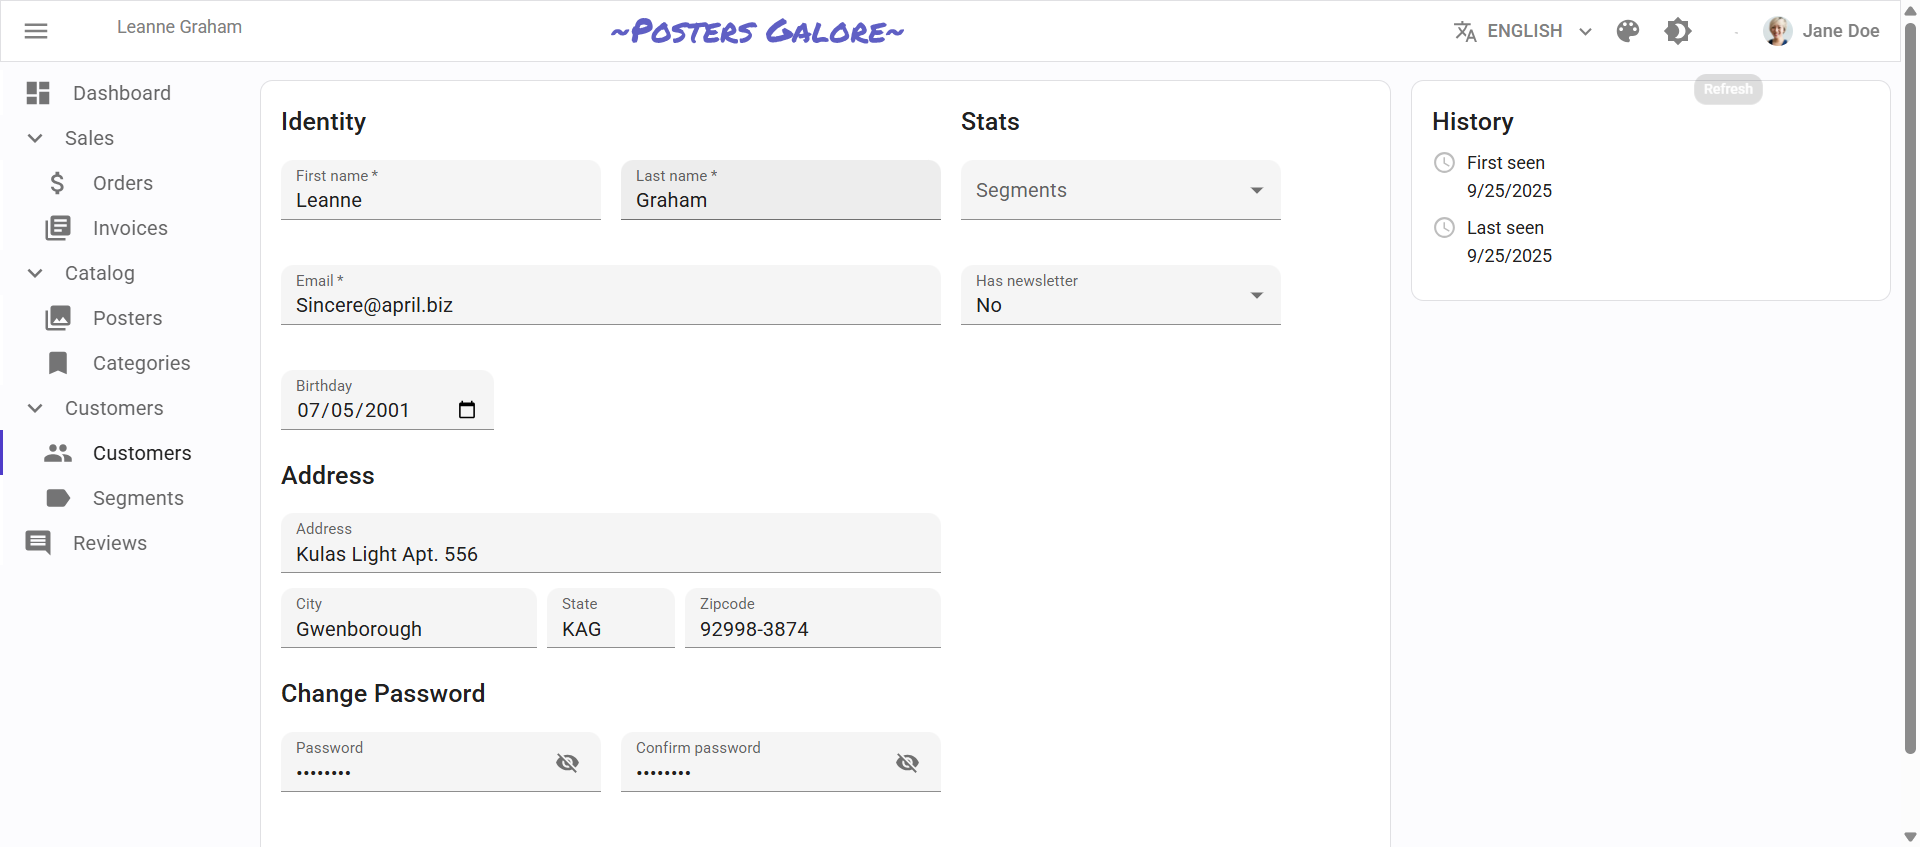 Leanne Graham
~Posters Galore~
ENGLISH
Jane Doe
Refresh
Dashboard
Sales
Orders
Invoices
Catalog
Posters
Categories
Customers
Customers
Segments
Reviews
Identity
First name *
Leanne
Last name *
Graham
Email *
Sincere@april.biz
Birthday
07/05/2001
Address
Address
Kulas Light Apt. 556
City
Gwenborough
State
KAG
Zipcode
92998-3874
Change Password
Password
••••••••
Confirm password
••••••••
Stats
Segments
Has newsletter
No
History
First seen
9/25/2025
Last seen
9/25/2025